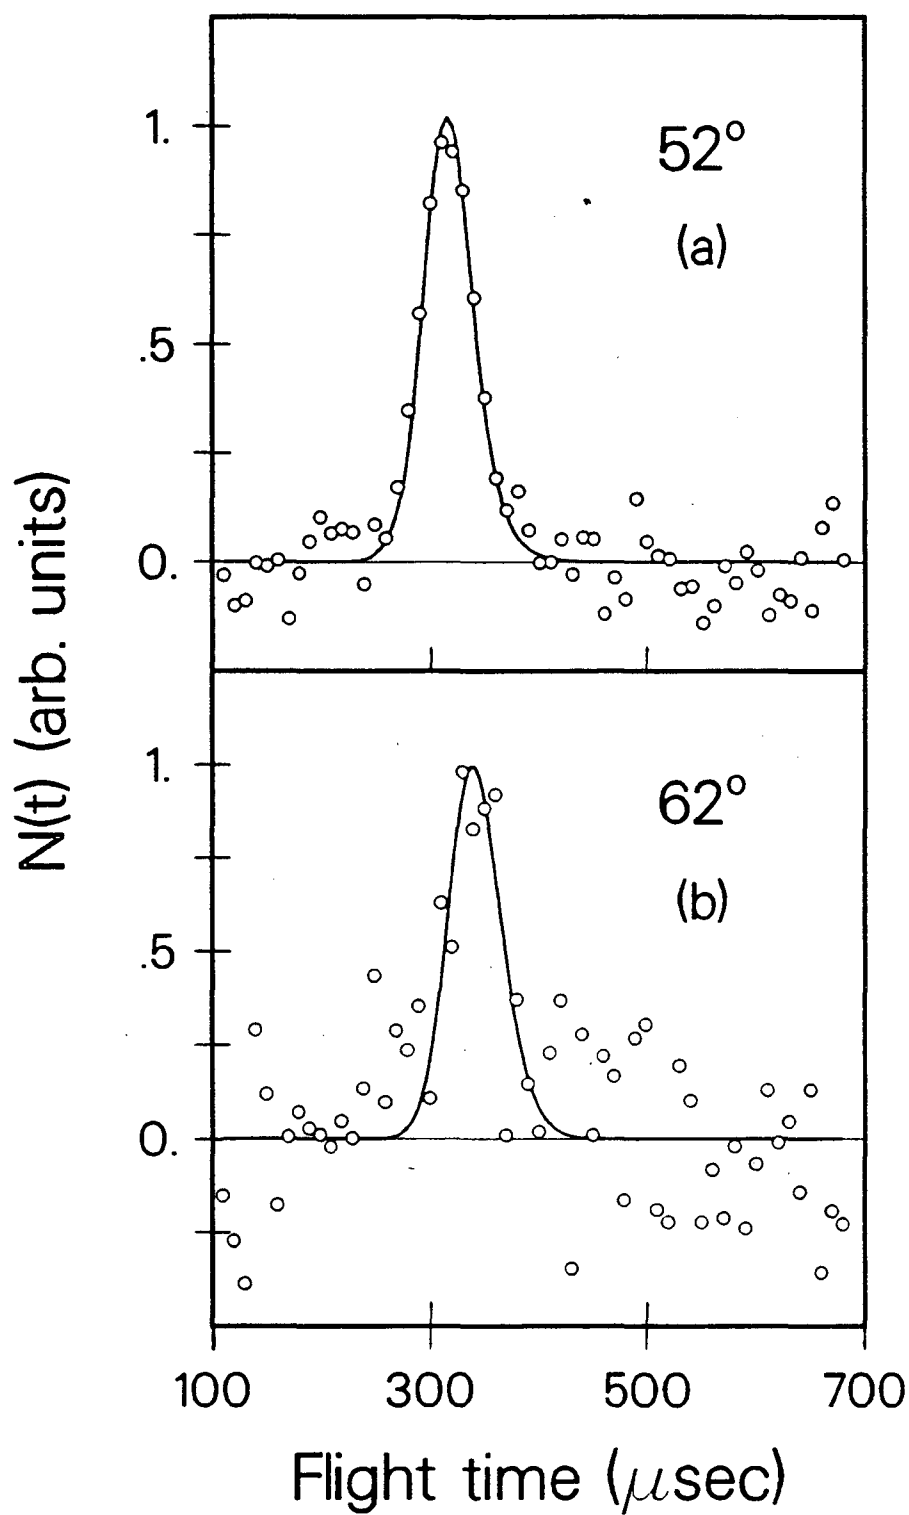 N(t) (arb. units)
1.
.5
0.
52°
(a)
1.
.5
0.
62°
(b)
100 300 500 700
Flight time (μsec)